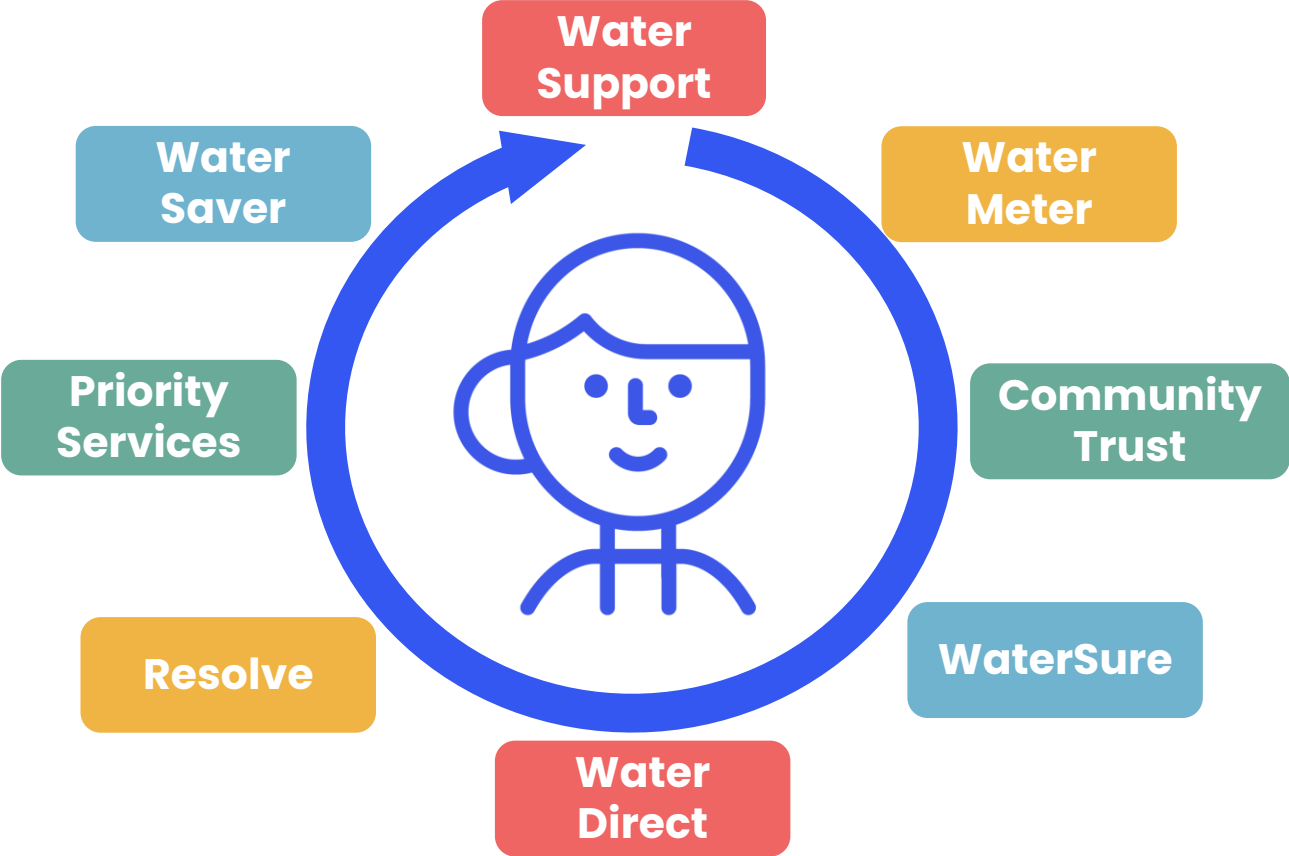 Water
Support
Water
Meter
Community
Trust
WaterSure
Water
Direct
Resolve
Priority
Services
Water
Saver